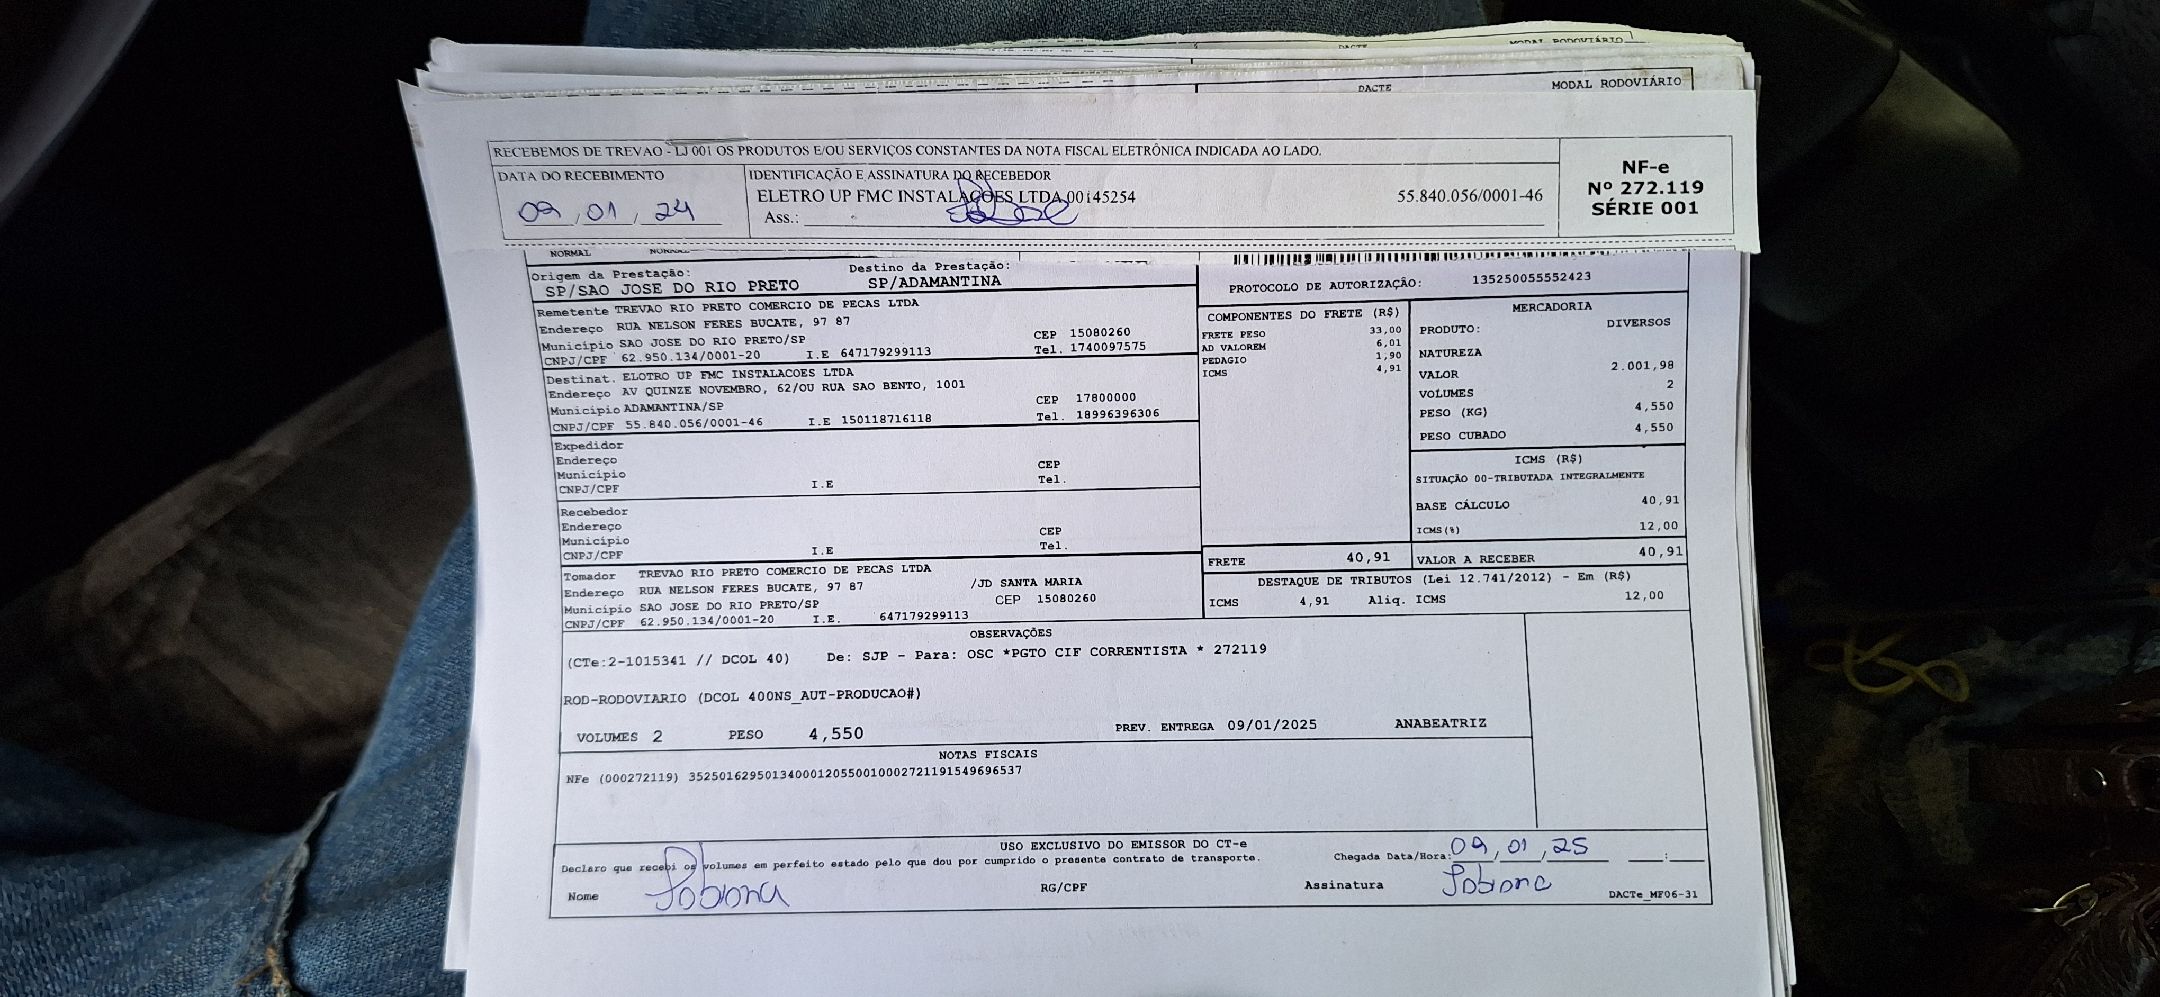 DACTE MODAL RODOVIÁRIO
DACTE MODAL RODOVIÁRIO
RECEBEMOS DE TREVAO - LJ 001 OS PRODUTOS E/OU SERVIÇOS CONSTANTES DA NOTA FISCAL ELETRÔNICA INDICADA AO LADO.
DATA DO RECEBIMENTO
09 / 01 / 24
IDENTIFICAÇÃO E ASSINATURA DO RECEBEDOR
ELETRO UP FMC INSTALAÇOES LTDA 00145254 55.840.056/0001-46
Ass.:
NF-e
Nº 272.119
SÉRIE 001
NORMAL NORMAL
Origem da Prestação: Destino da Prestação:
SP/SAO JOSE DO RIO PRETO SP/ADAMANTINA
PROTOCOLO DE AUTORIZAÇÃO: 135250055552423
Remetente TREVAO RIO PRETO COMERCIO DE PECAS LTDA
Endereço RUA NELSON FERES BUCATE, 97 87
Município SAO JOSE DO RIO PRETO/SP CEP 15080260
CNPJ/CPF 62.950.134/0001-20 I.E 647179299113 Tel. 1740097575
Destinat. ELOTRO UP FMC INSTALACOES LTDA
Endereço AV QUINZE NOVEMBRO, 62/OU RUA SAO BENTO, 1001
Município ADAMANTINA/SP CEP 17800000
CNPJ/CPF 55.840.056/0001-46 I.E 150118716118 Tel. 18996396306
Expedidor
Endereço
Município CEP
CNPJ/CPF I.E Tel.
Recebedor
Endereço
Município CEP
CNPJ/CPF I.E Tel.
Tomador TREVAO RIO PRETO COMERCIO DE PECAS LTDA
Endereço RUA NELSON FERES BUCATE, 97 87 /JD SANTA MARIA
Município SAO JOSE DO RIO PRETO/SP CEP 15080260
CNPJ/CPF 62.950.134/0001-20 I.E. 647179299113
COMPONENTES DO FRETE (R$)
FRETE PESO 33,00
AD VALOREM 6,01
PEDAGIO 1,90
ICMS 4,91
FRETE 40,91
MERCADORIA
PRODUTO: DIVERSOS
NATUREZA
VALOR 2.001,98
VOLUMES 2
PESO (KG) 4,550
PESO CUBADO 4,550
ICMS (R$)
SITUAÇÃO 00-TRIBUTADA INTEGRALMENTE
BASE CÁLCULO 40,91
ICMS(%) 12,00
VALOR A RECEBER 40,91
DESTAQUE DE TRIBUTOS (Lei 12.741/2012) - Em (R$)
ICMS 4,91 Aliq. ICMS 12,00
OBSERVAÇÕES
(CTe:2-1015341 // DCOL 40) De: SJP - Para: OSC *PGTO CIF CORRENTISTA * 272119
ROD-RODOVIARIO (DCOL 400NS_AUT-PRODUCAO#)
VOLUMES 2 PESO 4,550 PREV. ENTREGA 09/01/2025 ANABEATRIZ
NOTAS FISCAIS
NFe (000272119) 35250162950134000120550010002721191549696537
USO EXCLUSIVO DO EMISSOR DO CT-e
Declaro que recebi os volumes em perfeito estado pelo que dou por cumprido o presente contrato de transporte. Chegada Data/Hora: 09 / 01 / 25 :
Nome RG/CPF Assinatura DACTe_MF06-31